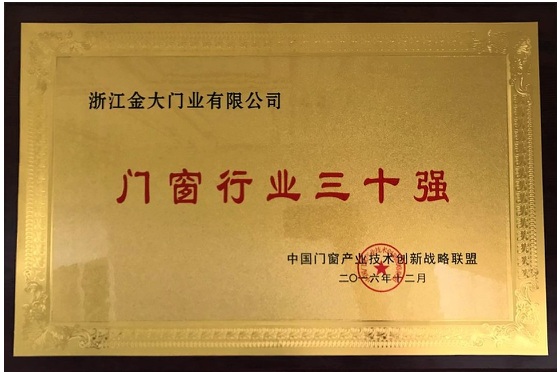 浙江金大门业有限公司
门窗行业三十强
中国门窗产业技术创新战略联盟
二〇一六年十二月